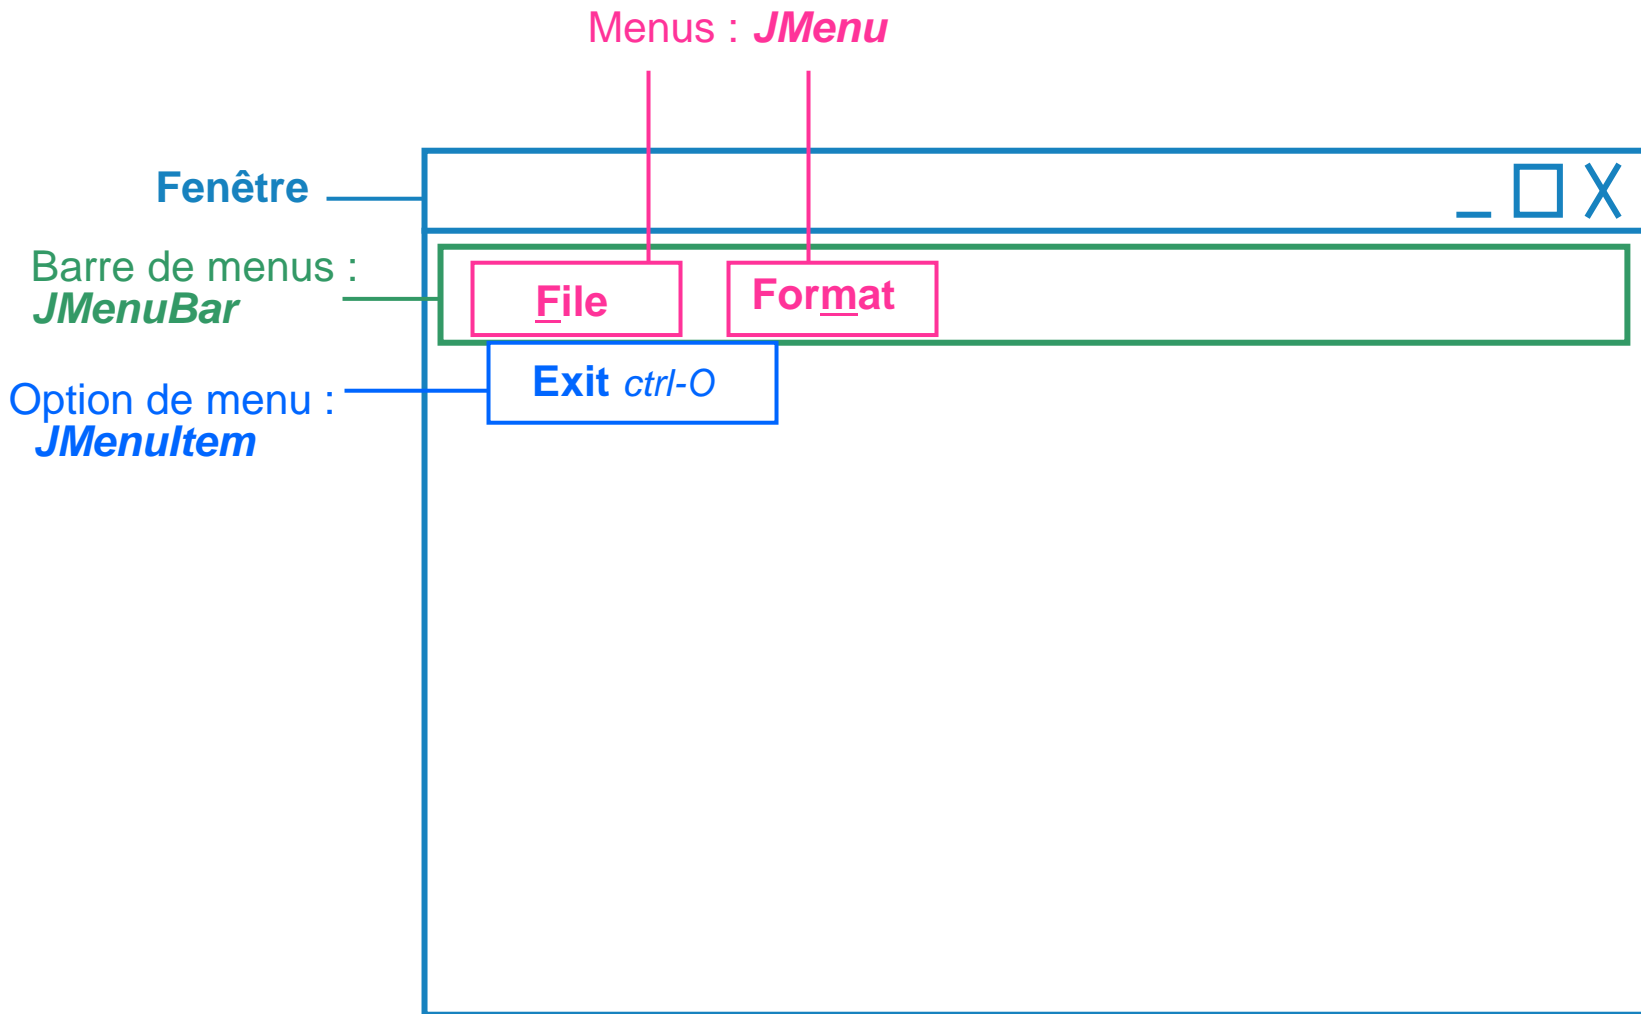 Menus : JMenu
Fenêtre
_ X
Barre de menus :
JMenuBar
File Format
Exit ctrl-O
Option de menu :
JMenuItem